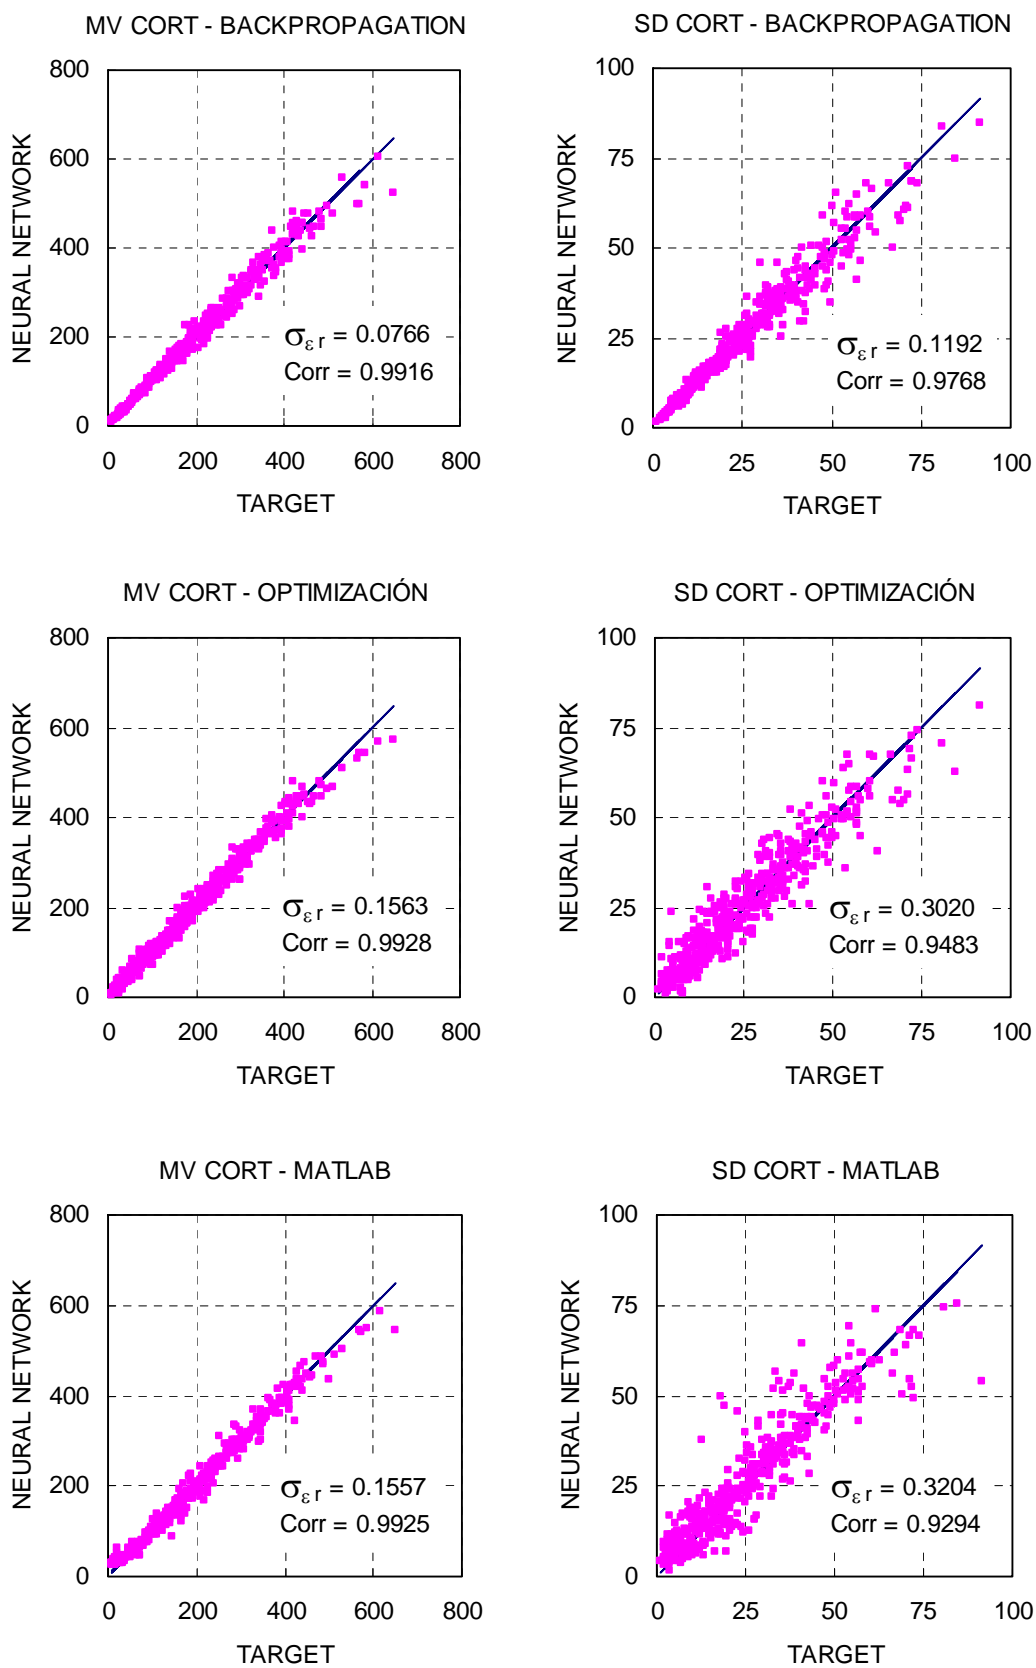 MV CORT - BACKPROPAGATION
800
600
400
200
0
NEURAL NETWORK
σε r = 0.0766
Corr = 0.9916
0 200 400 600 800
TARGET
SD CORT - BACKPROPAGATION
100
75
50
25
0
NEURAL NETWORK
σε r = 0.1192
Corr = 0.9768
0 25 50 75 100
TARGET
MV CORT - OPTIMIZACIÓN
800
600
400
200
0
NEURAL NETWORK
σε r = 0.1563
Corr = 0.9928
0 200 400 600 800
TARGET
SD CORT - OPTIMIZACIÓN
100
75
50
25
0
NEURAL NETWORK
σε r = 0.3020
Corr = 0.9483
0 25 50 75 100
TARGET
MV CORT - MATLAB
800
600
400
200
0
NEURAL NETWORK
σε r = 0.1557
Corr = 0.9925
0 200 400 600 800
TARGET
SD CORT - MATLAB
100
75
50
25
0
NEURAL NETWORK
σε r = 0.3204
Corr = 0.9294
0 25 50 75 100
TARGET